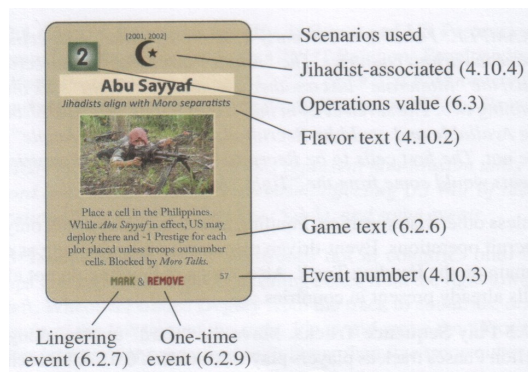 [2001, 2002]
2
Abu Sayyaf
Jihadists align with Moro separatists
Place a cell in the Philippines.
While Abu Sayyaf in effect, US may
deploy there and -1 Prestige for each
plot placed unless troops outnumber
cells. Blocked by Moro Talks.
MARK & REMOVE
57
Scenarios used
Jihadist-associated (4.10.4)
Operations value (6.3)
Flavor text (4.10.2)
Game text (6.2.6)
Event number (4.10.3)
Lingering
event (6.2.7)
One-time
event (6.2.9)